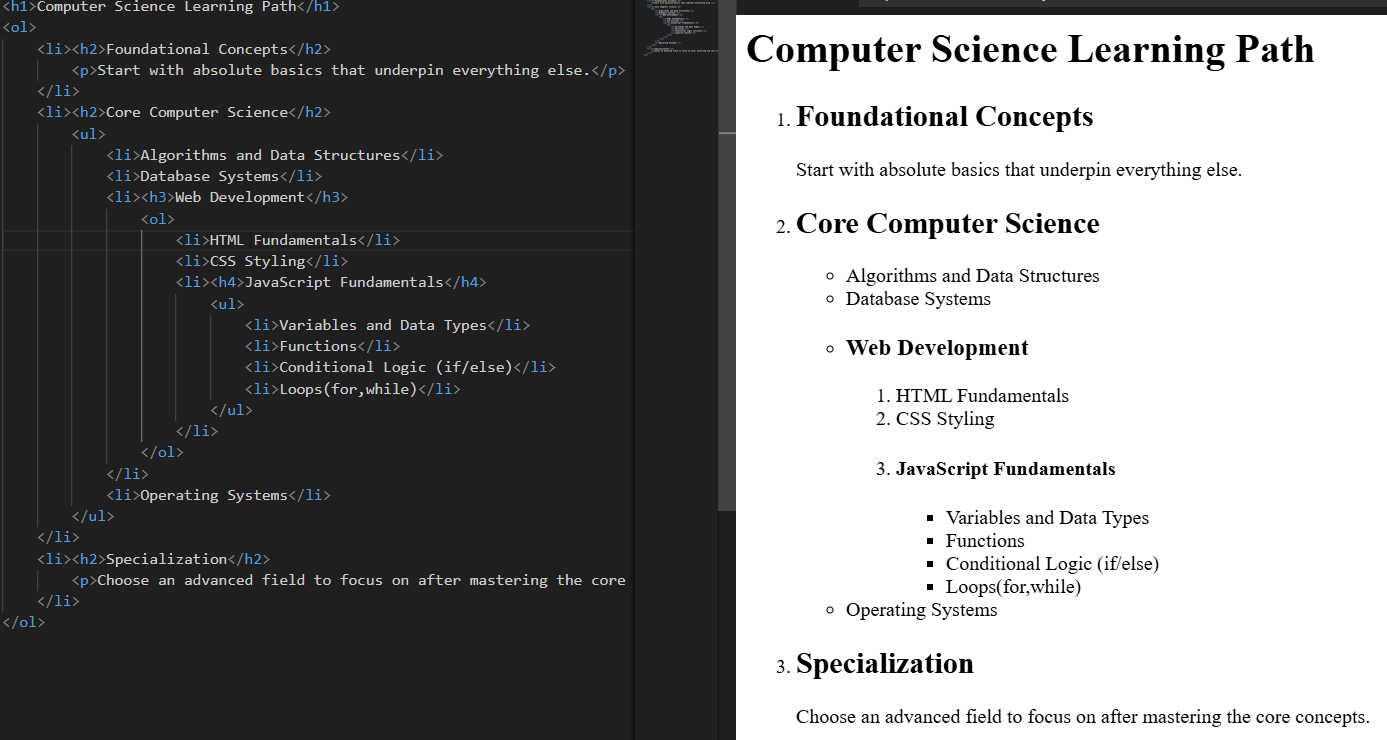 <h1>Computer Science Learning Path</h1>
<ol>
<li><h2>Foundational Concepts</h2>
<p>Start with absolute basics that underpin everything else.</p>
</li>
<li><h2>Core Computer Science</h2>
<ul>
<li>Algorithms and Data Structures</li>
<li>Database Systems</li>
<li><h3>Web Development</h3>
<ol>
<li>HTML Fundamentals</li>
<li>CSS Styling</li>
<li><h4>JavaScript Fundamentals</h4>
<ul>
<li>Variables and Data Types</li>
<li>Functions</li>
<li>Conditional Logic (if/else)</li>
<li>Loops(for,while)</li>
</ul>
</li>
</ol>
</li>
<li>Operating Systems</li>
</ul>
</li>
<li><h2>Specialization</h2>
<p>Choose an advanced field to focus on after mastering the core
</li>
</ol>
Computer Science Learning Path
1. Foundational Concepts
Start with absolute basics that underpin everything else.
2. Core Computer Science
Algorithms and Data Structures
Database Systems
Web Development
1. HTML Fundamentals
2. CSS Styling
3. JavaScript Fundamentals
Variables and Data Types
Functions
Conditional Logic (if/else)
Loops(for,while)
Operating Systems
3. Specialization
Choose an advanced field to focus on after mastering the core concepts.